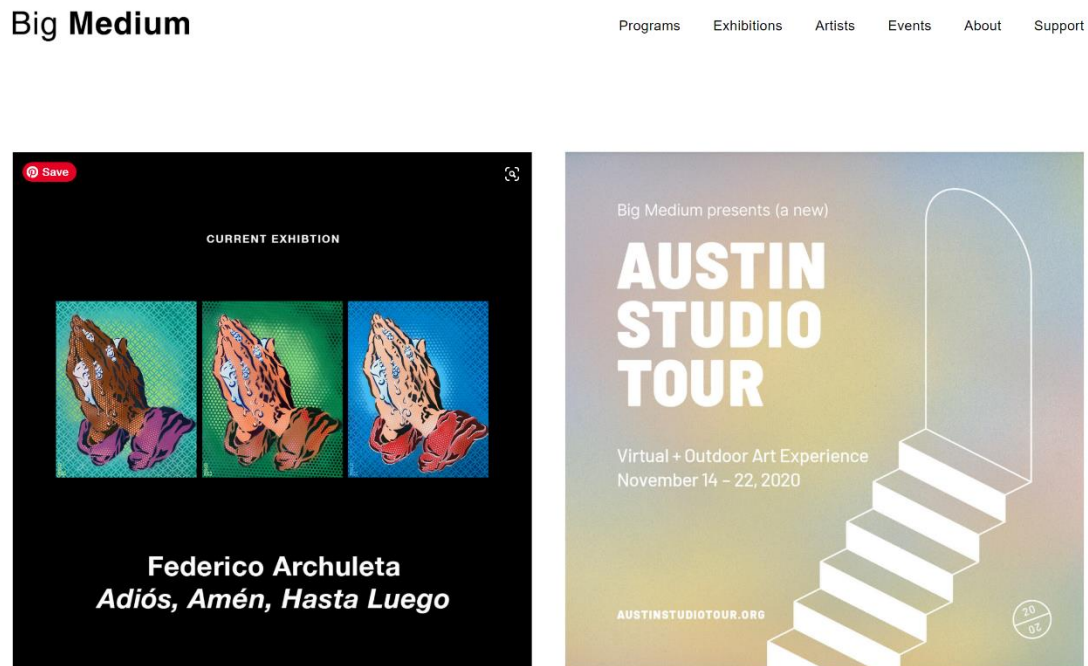 Big Medium
Programs Exhibitions Artists Events About Support
Save
CURRENT EXHIBTION
Federico Archuleta
Adiós, Amén, Hasta Luego
Big Medium presents (a new)
AUSTIN
STUDIO
TOUR
Virtual + Outdoor Art Experience
November 14 – 22, 2020
AUSTINSTUDIOTOUR.ORG
20
20